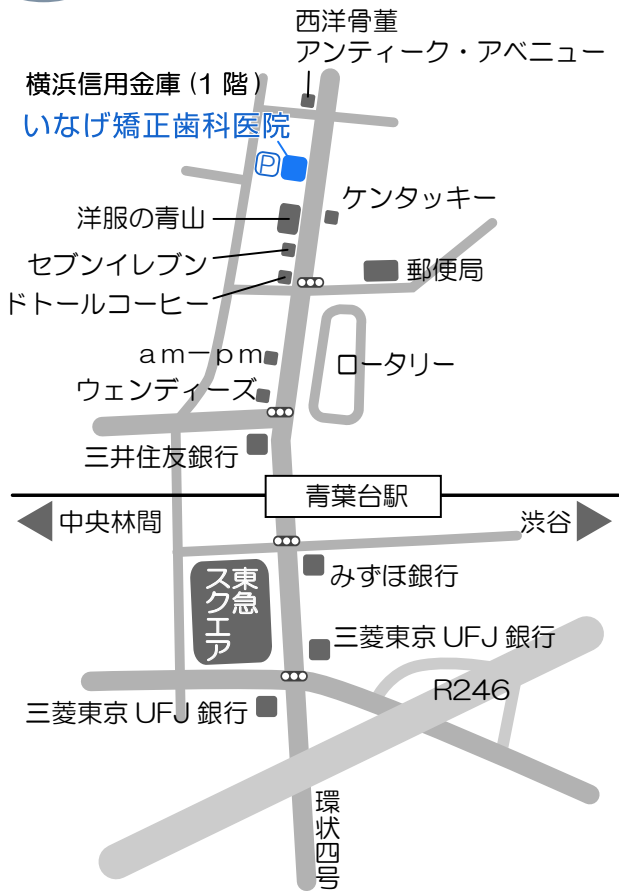 西洋骨董
アンティーク・アベニュー
横浜信用金庫(1階)
いなげ矯正歯科医院
P
ケンタッキー
洋服の青山
セブンイレブン
郵便局
ドトールコーヒー
am－pm
ロータリー
ウェンディーズ
三井住友銀行
青葉台駅
中央林間
渋谷
みずほ銀行
東急
スクエア
三菱東京UFJ銀行
R246
三菱東京UFJ銀行
環状四号